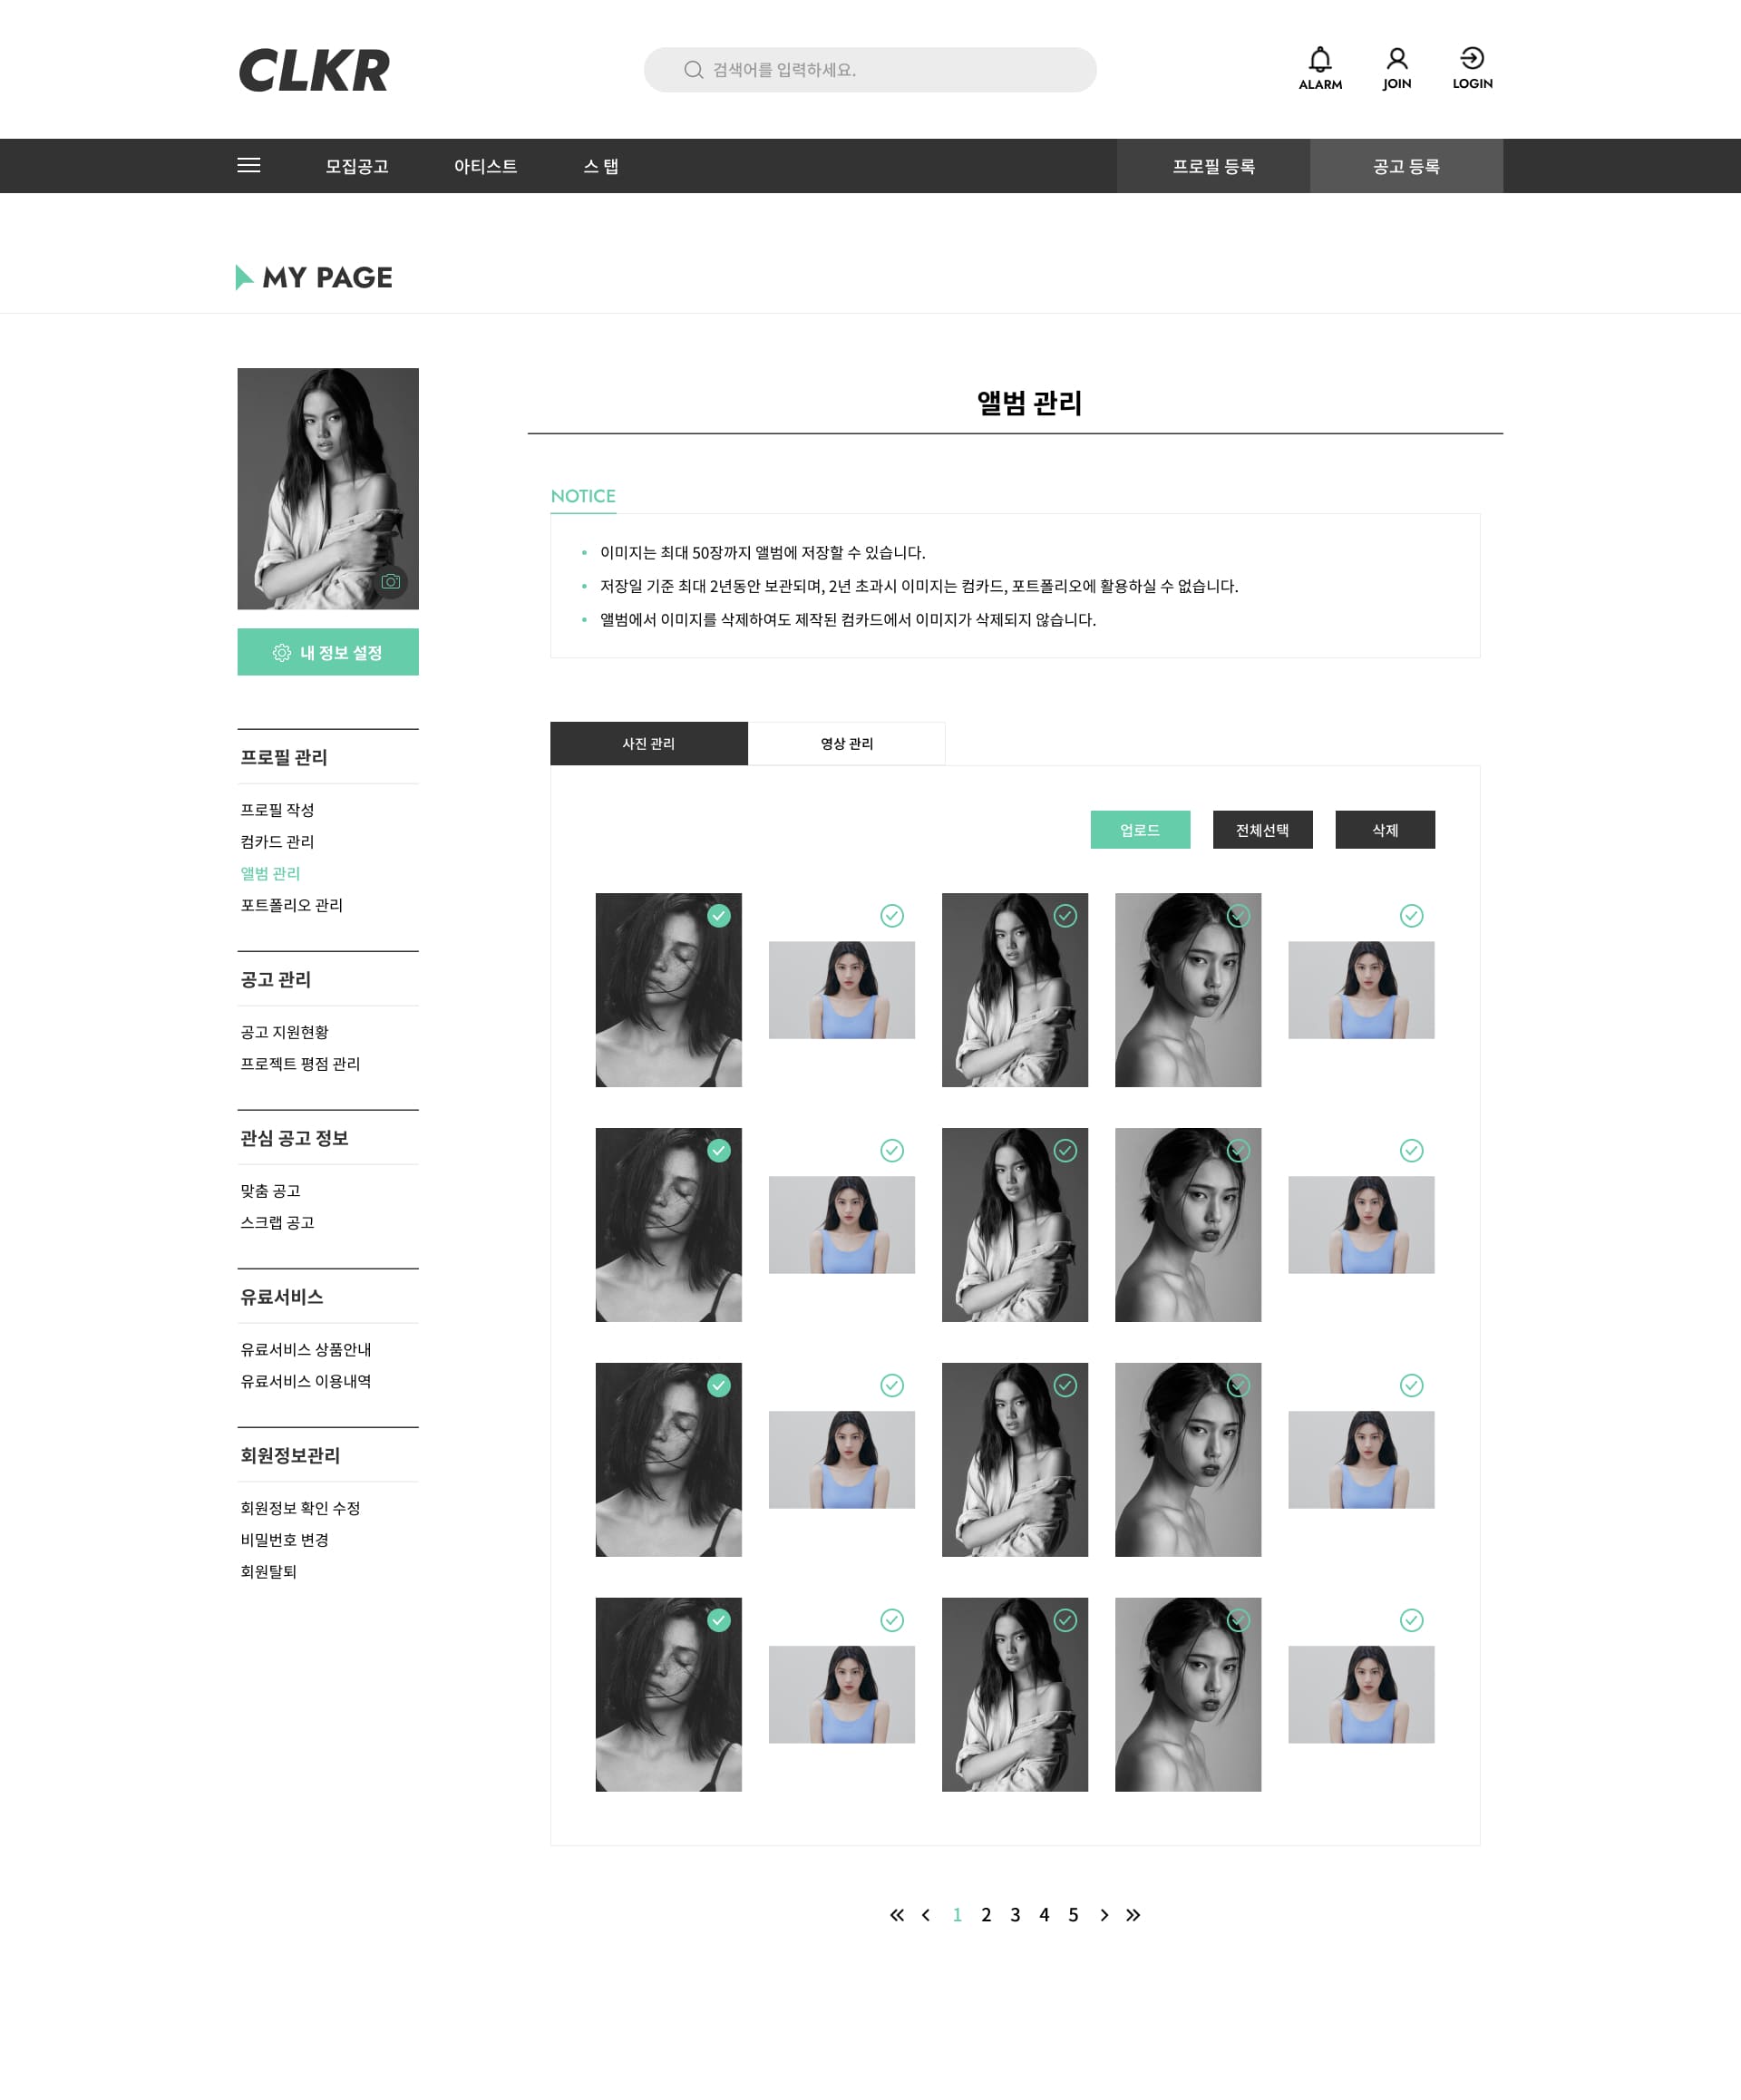 CLKR
검색어를 입력하세요.
ALARM
JOIN
LOGIN
모집공고
아티스트
스 탭
프로필 등록
공고 등록
MY PAGE
내 정보 설정
프로필 관리
프로필 작성
컴카드 관리
앨범 관리
포트폴리오 관리
공고 관리
공고 지원현황
프로젝트 평점 관리
관심 공고 정보
맞춤 공고
스크랩 공고
유료서비스
유료서비스 상품안내
유료서비스 이용내역
회원정보관리
회원정보 확인 수정
비밀번호 변경
회원탈퇴
앨범 관리
NOTICE
이미지는 최대 50장까지 앨범에 저장할 수 있습니다.
저장일 기준 최대 2년동안 보관되며, 2년 초과시 이미지는 컴카드, 포트폴리오에 활용하실 수 없습니다.
앨범에서 이미지를 삭제하여도 제작된 컴카드에서 이미지가 삭제되지 않습니다.
사진 관리
영상 관리
업로드
전체선택
삭제
1 2 3 4 5